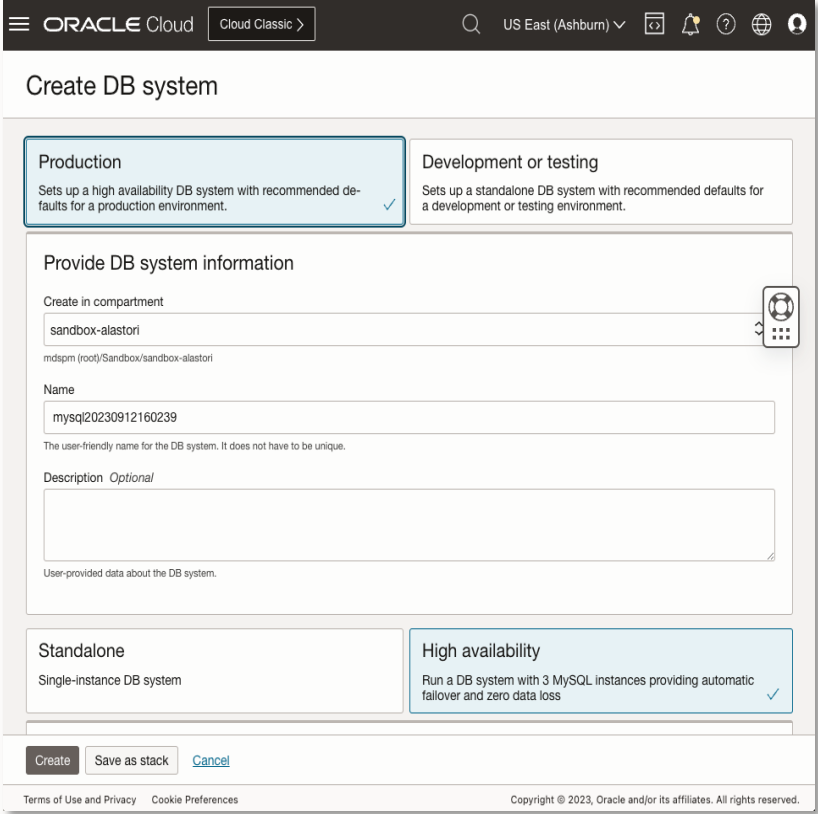 ORACLE Cloud
Cloud Classic
US East (Ashburn)
Create DB system
Production
Sets up a high availability DB system with recommended de-
faults for a production environment.
Development or testing
Sets up a standalone DB system with recommended defaults for
a development or testing environment.
Provide DB system information
Create in compartment
sandbox-alastori
mdspm (root)/Sandbox/sandbox-alastori
Name
mysql20230912160239
The user-friendly name for the DB system. It does not have to be unique.
Description Optional
User-provided data about the DB system.
Standalone
Single-instance DB system
High availability
Run a DB system with 3 MySQL instances providing automatic
failover and zero data loss
Create
Save as stack
Cancel
Terms of Use and Privacy
Cookie Preferences
Copyright © 2023, Oracle and/or its affiliates. All rights reserved.